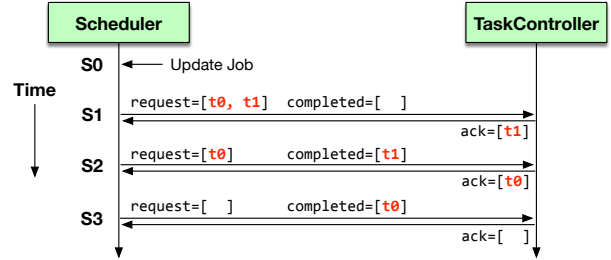 Scheduler TaskController
S0 Update Job
Time
request=[t0, t1] completed=[ ]
S1
ack=[t1]
request=[t0] completed=[t1]
S2
ack=[t0]
request=[ ] completed=[t0]
S3
ack=[ ]